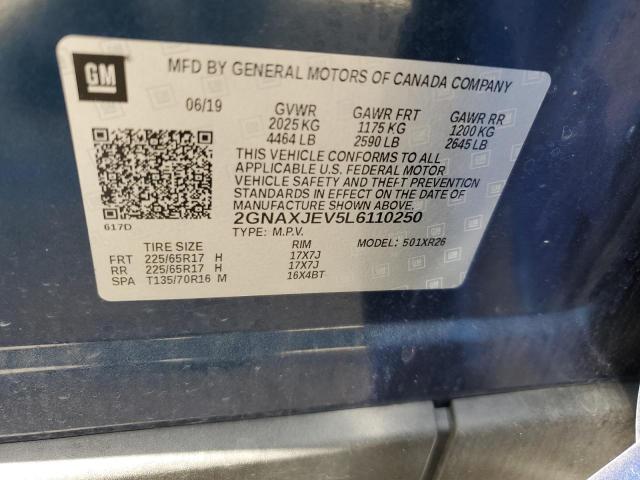 GM
MFD BY GENERAL MOTORS OF CANADA COMPANY
06/19 GVWR GAWR FRT GAWR RR
2025 KG 1175 KG 1200 KG
4464 LB 2590 LB 2645 LB
THIS VEHICLE CONFORMS TO ALL
APPLICABLE U.S. FEDERAL MOTOR
VEHICLE SAFETY AND THEFT PREVENTION
STANDARDS IN EFFECT ON THE DATE OF
MANUFACTURE SHOWN ABOVE.
2GNAXJEV5L6110250
617D
TYPE: M.P.V. MODEL: 501XR26
TIRE SIZE RIM
FRT 225/65R17 H 17X7J
RR 225/65R17 H 17X7J
SPA T135/70R16 M 16X4BT